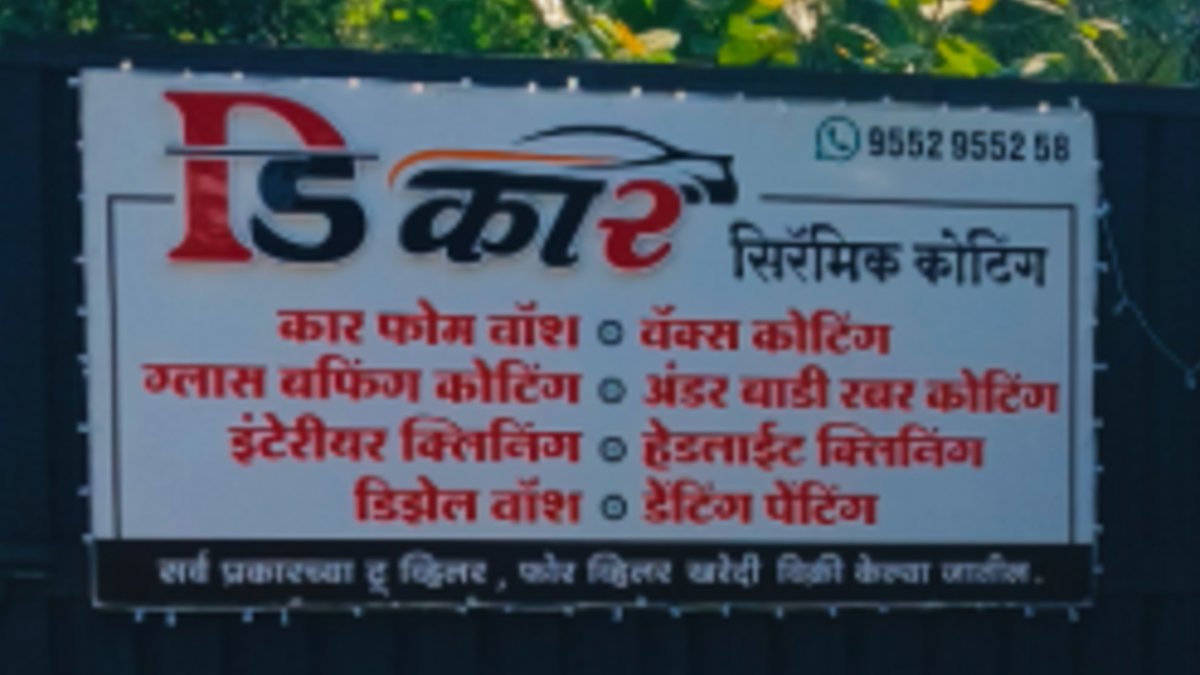 9552 9552 58
डि कार
सिरॅमिक कोटिंग
कार फोम वॉश वॅक्स कोटिंग
ग्लास बफिंग कोटिंग अंडर बाडी रबर कोटिंग
इंटेरीयर क्लिनिंग हेडलाईट क्लिनिंग
डिझेल वॉश डेंटिंग पेंटिंग
सर्व प्रकारच्या टू व्हिलर , फोर व्हिलर खरेदी विक्री केल्या जातील .